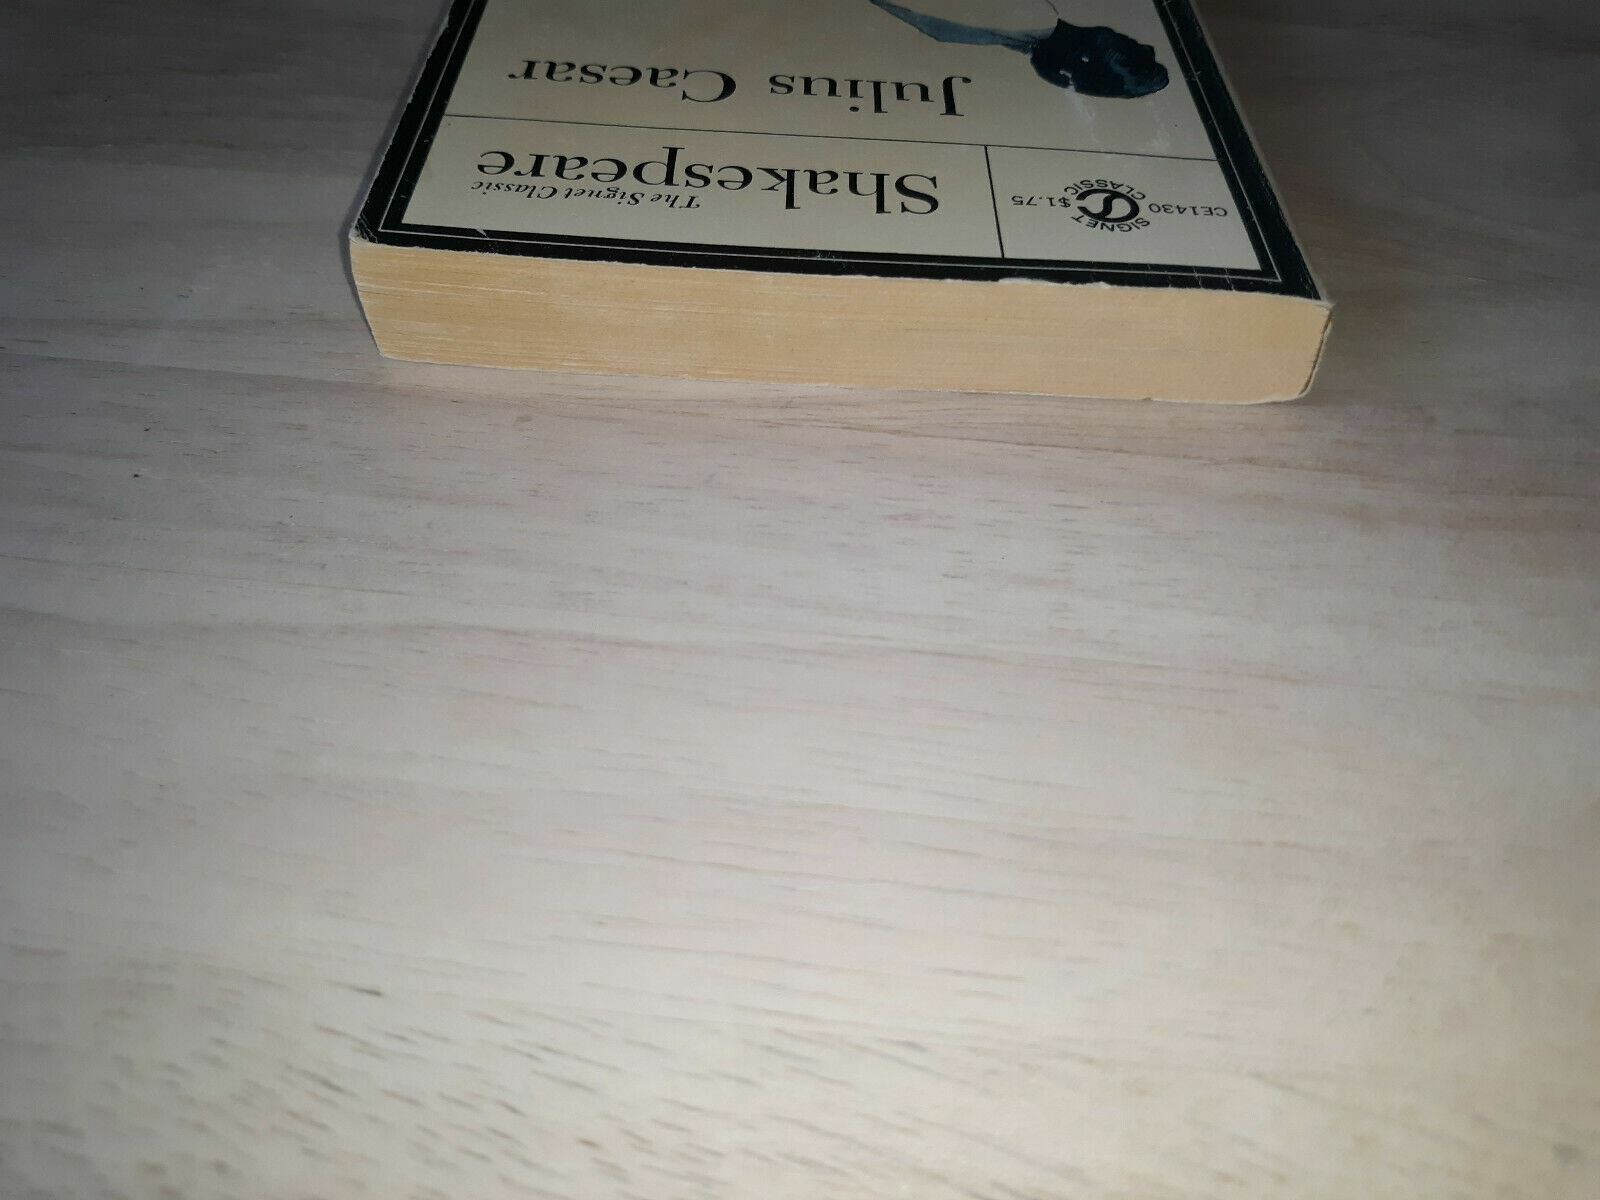 SIGNET
CLASSIC
CE1430 $1.75
The Signet Classic
Shakespeare
Julius Caesar